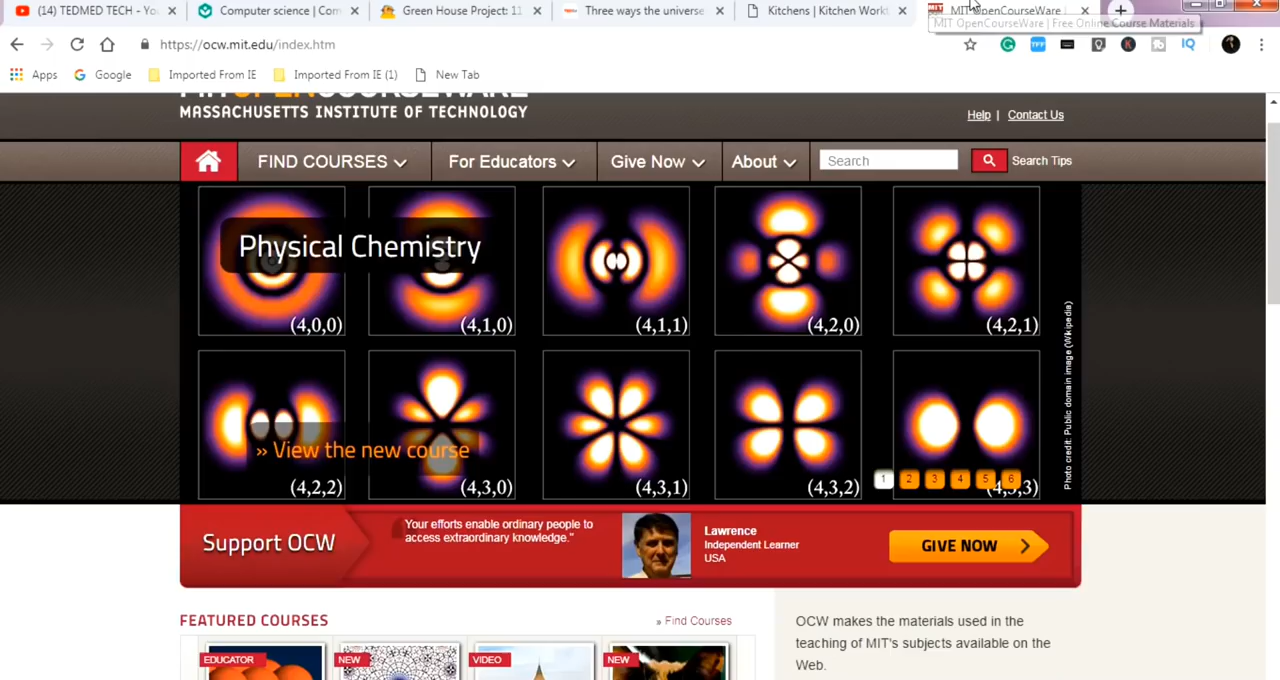 (14) TEDMED TECH - Yo
Computer science | Com
Green House Project: 11
Three ways the universe
Kitchens | Kitchen Work
MIT OpenCourseWare |
MIT OpenCourseWare | Free Online Course Materials
https://ocw.mit.edu/index.htm
Apps
Google
Imported From IE
Imported From IE (1)
New Tab
MASSACHUSETTS INSTITUTE OF TECHNOLOGY
Help | Contact Us
FIND COURSES
For Educators
Give Now
About
Search
Search Tips
Physical Chemistry
(4,0,0)
(4,1,0)
(4,1,1)
(4,2,0)
(4,2,1)
» View the new course
(4,2,2)
(4,3,0)
(4,3,1)
(4,3,2)
(4,3,3)
1 2 3 4 5 6
Photo credit: Public domain image (Wikipedia)
Support OCW
Your efforts enable ordinary people to
access extraordinary knowledge."
Lawrence
Independent Learner
USA
GIVE NOW
FEATURED COURSES
» Find Courses
EDUCATOR
NEW
VIDEO
NEW
OCW makes the materials used in the
teaching of MIT's subjects available on the
Web.